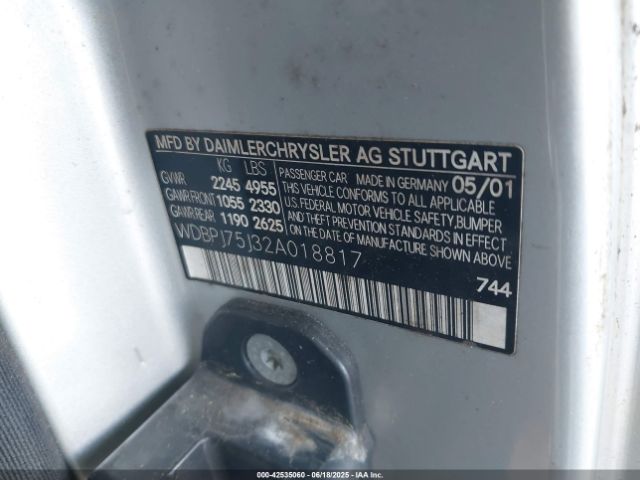 MFD BY DAIMLERCHRYSLER AG STUTTGART
KG LBS
GVWR 2245 4955
GAWR.FRONT 1055 2330
GAWR.REAR 1190 2625
PASSENGER CAR MADE IN GERMANY 05/01
THIS VEHICLE CONFORMS TO ALL APPLICABLE
U.S. FEDERAL MOTOR VEHICLE SAFETY, BUMPER
AND THEFT PREVENTION STANDARDS IN EFFECT
ON THE DATE OF MANUFACTURE SHOWN ABOVE
WDBPJ75J32A018817
744
000-42535060 - 06/18/2025 - IAAI Inc.